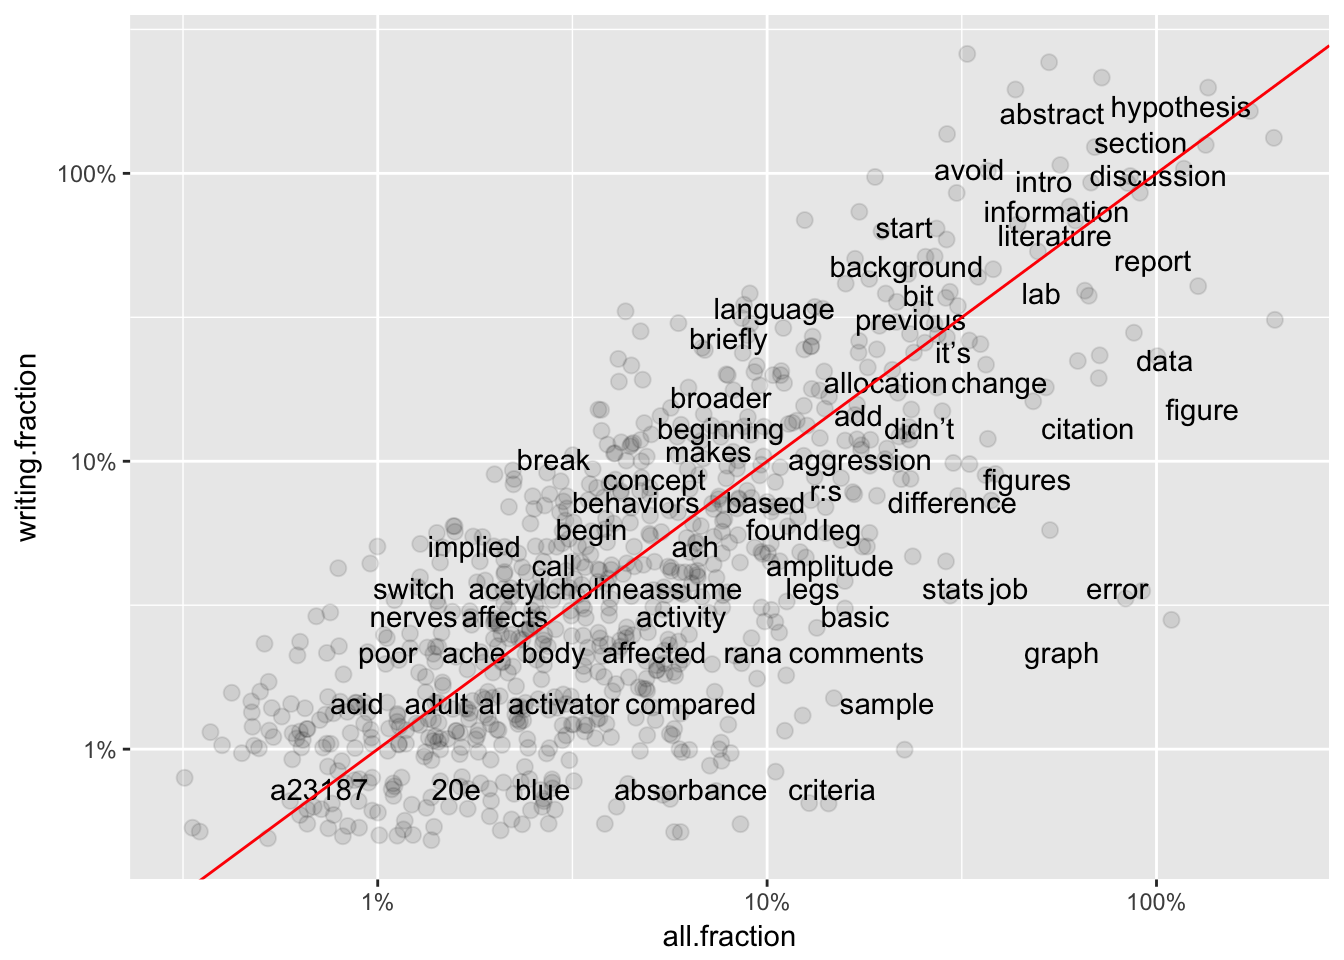 hypothesis
abstract
section
100%
avoid
intro
discussion
information
start
literature
background
report
bit
lab
language
previous
briefly
it’s
data
allocation
change
broader
add
figure
beginning
didn’t
citation
makes
10%
break
aggression
concept
r:s
figures
behaviors
based
difference
begin
found
leg
implied
ach
call
amplitude
switch
acetylcholine
assume
legs
stats
job
error
nerves
affects
activity
basic
poor
ache
body
affected
rana
comments
graph
acid
adult
al
activator
compared
sample
1%
a23187
20e
blue
absorbance
criteria
1%
10%
100%
all.fraction
writing.fraction